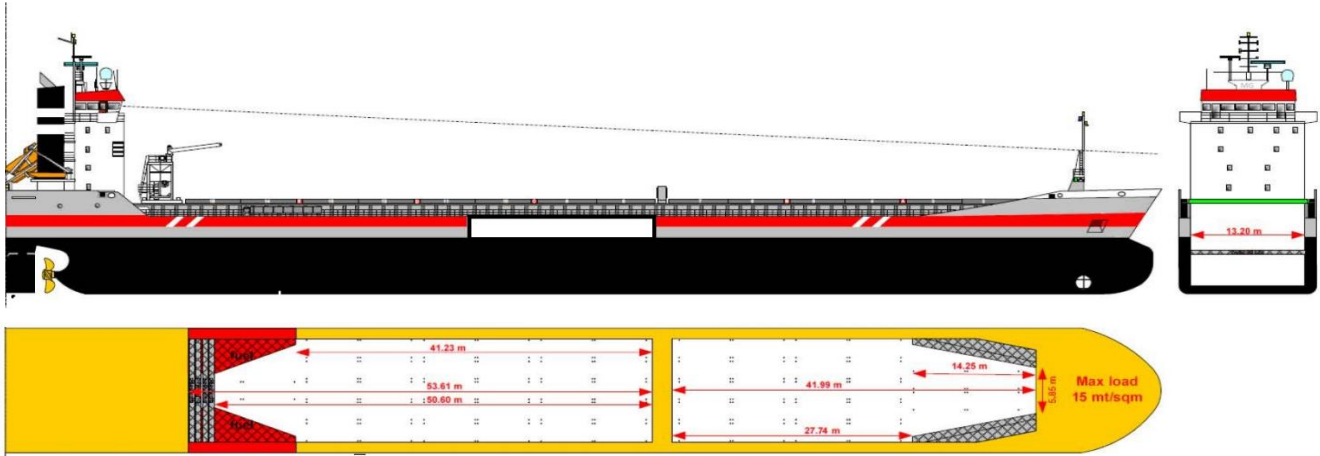 13.20 m
fuel
41.23 m
53.61 m
50.60 m
fuel
14.25 m
41.99 m
5,85 m
27.74 m
Max load
15 mt/sqm